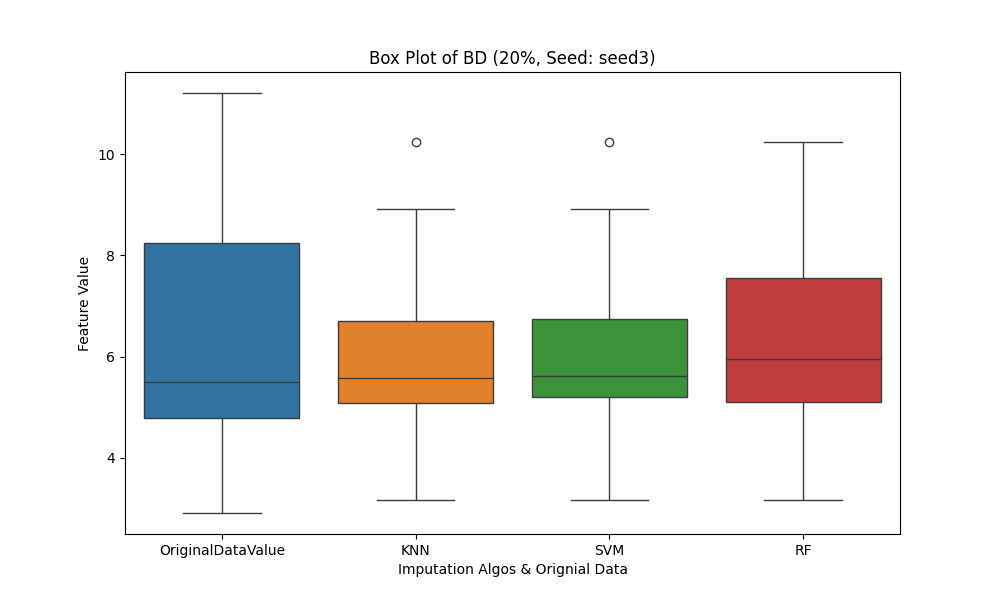 Box Plot of BD (20%, Seed: seed3)
Feature Value
10
8
6
4
OriginalDataValue
KNN
SVM
RF
Imputation Algos & Orignial Data